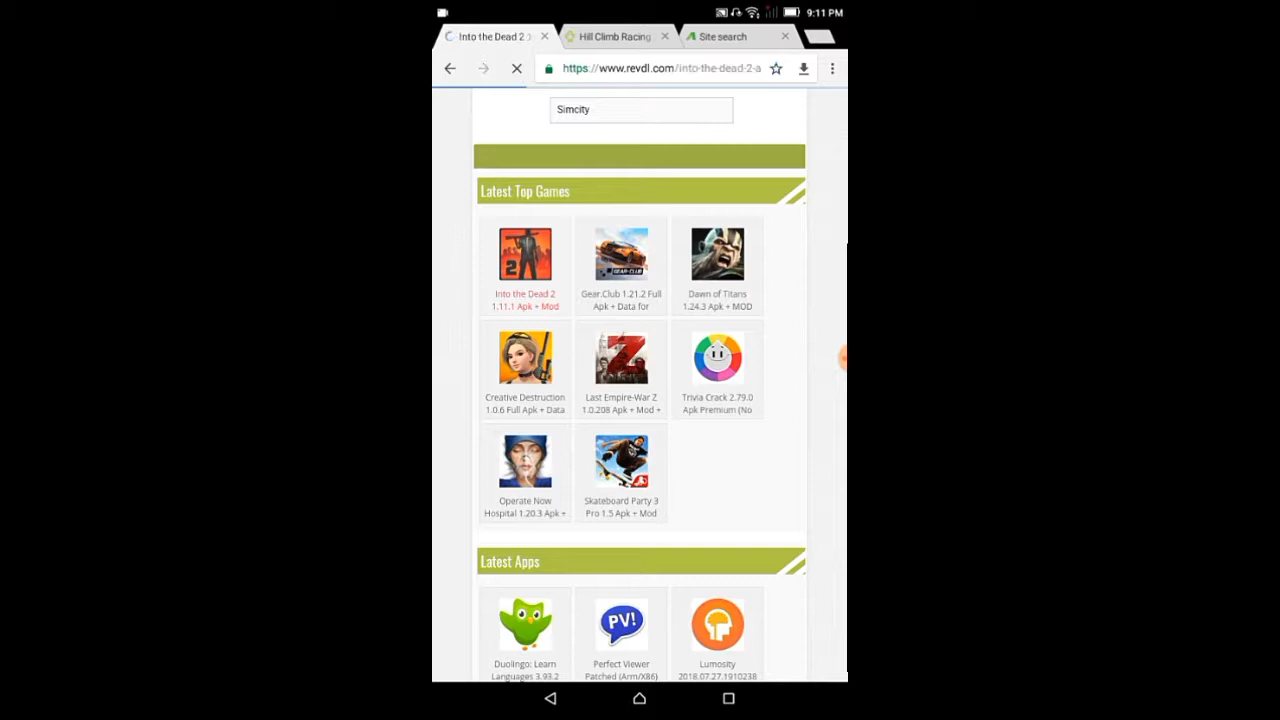 9:11 PM
Into the Dead 2
Hill Climb Racing
Site search
https://www.revdl.com/into-the-dead-2-a
Simcity
Latest Top Games
2
GEAR.CLUB
Into the Dead 2
1.11.1 Apk + Mod
Gear.Club 1.21.2 Full
Apk + Data for
Dawn of Titans
1.24.3 Apk + MOD
Z
Creative Destruction
1.0.6 Full Apk + Data
Last Empire-War Z
1.0.208 Apk + Mod +
Trivia Crack 2.79.0
Apk Premium (No
Operate Now
Hospital 1.20.3 Apk +
Skateboard Party 3
Pro 1.5 Apk + Mod
Latest Apps
PV!
Duolingo: Learn
Languages 3.93.2
Perfect Viewer
Patched (Arm/X86)
Lumosity
2018.07.27.1910238